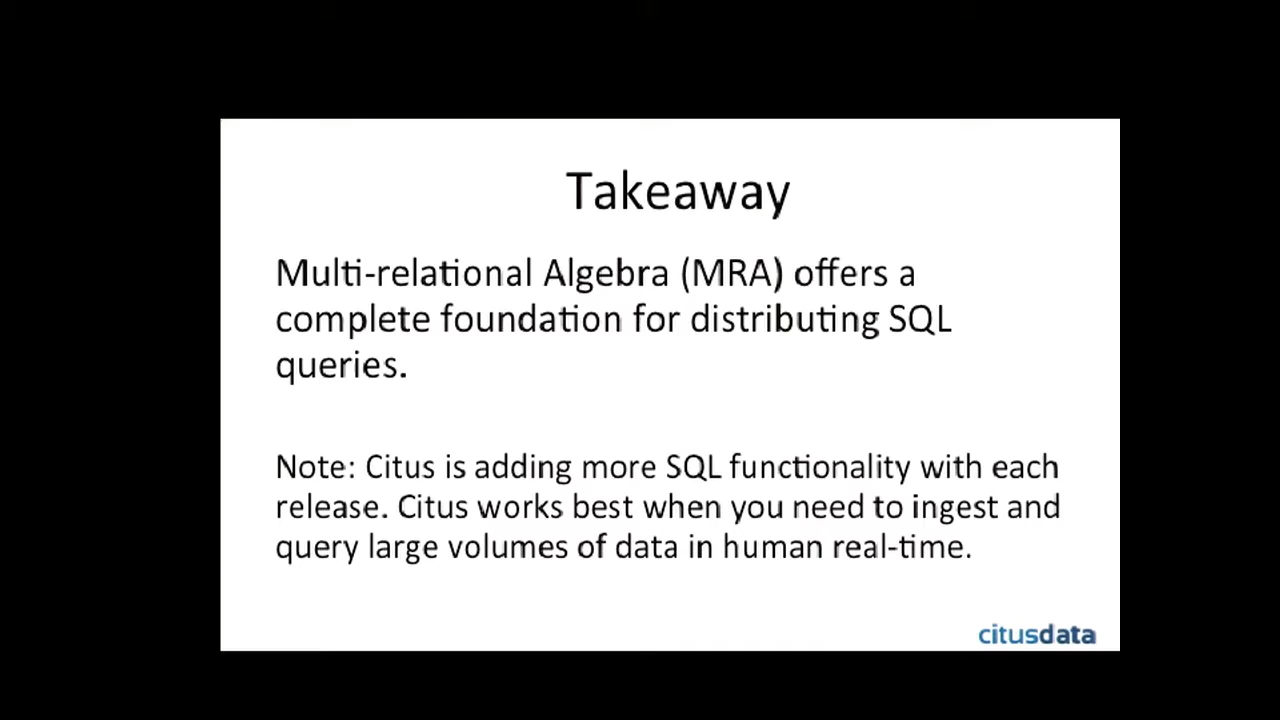 Takeaway
Multi-relational Algebra (MRA) offers a
complete foundation for distributing SQL
queries.
Note: Citus is adding more SQL functionality with each
release. Citus works best when you need to ingest and
query large volumes of data in human real-time.
citusdata